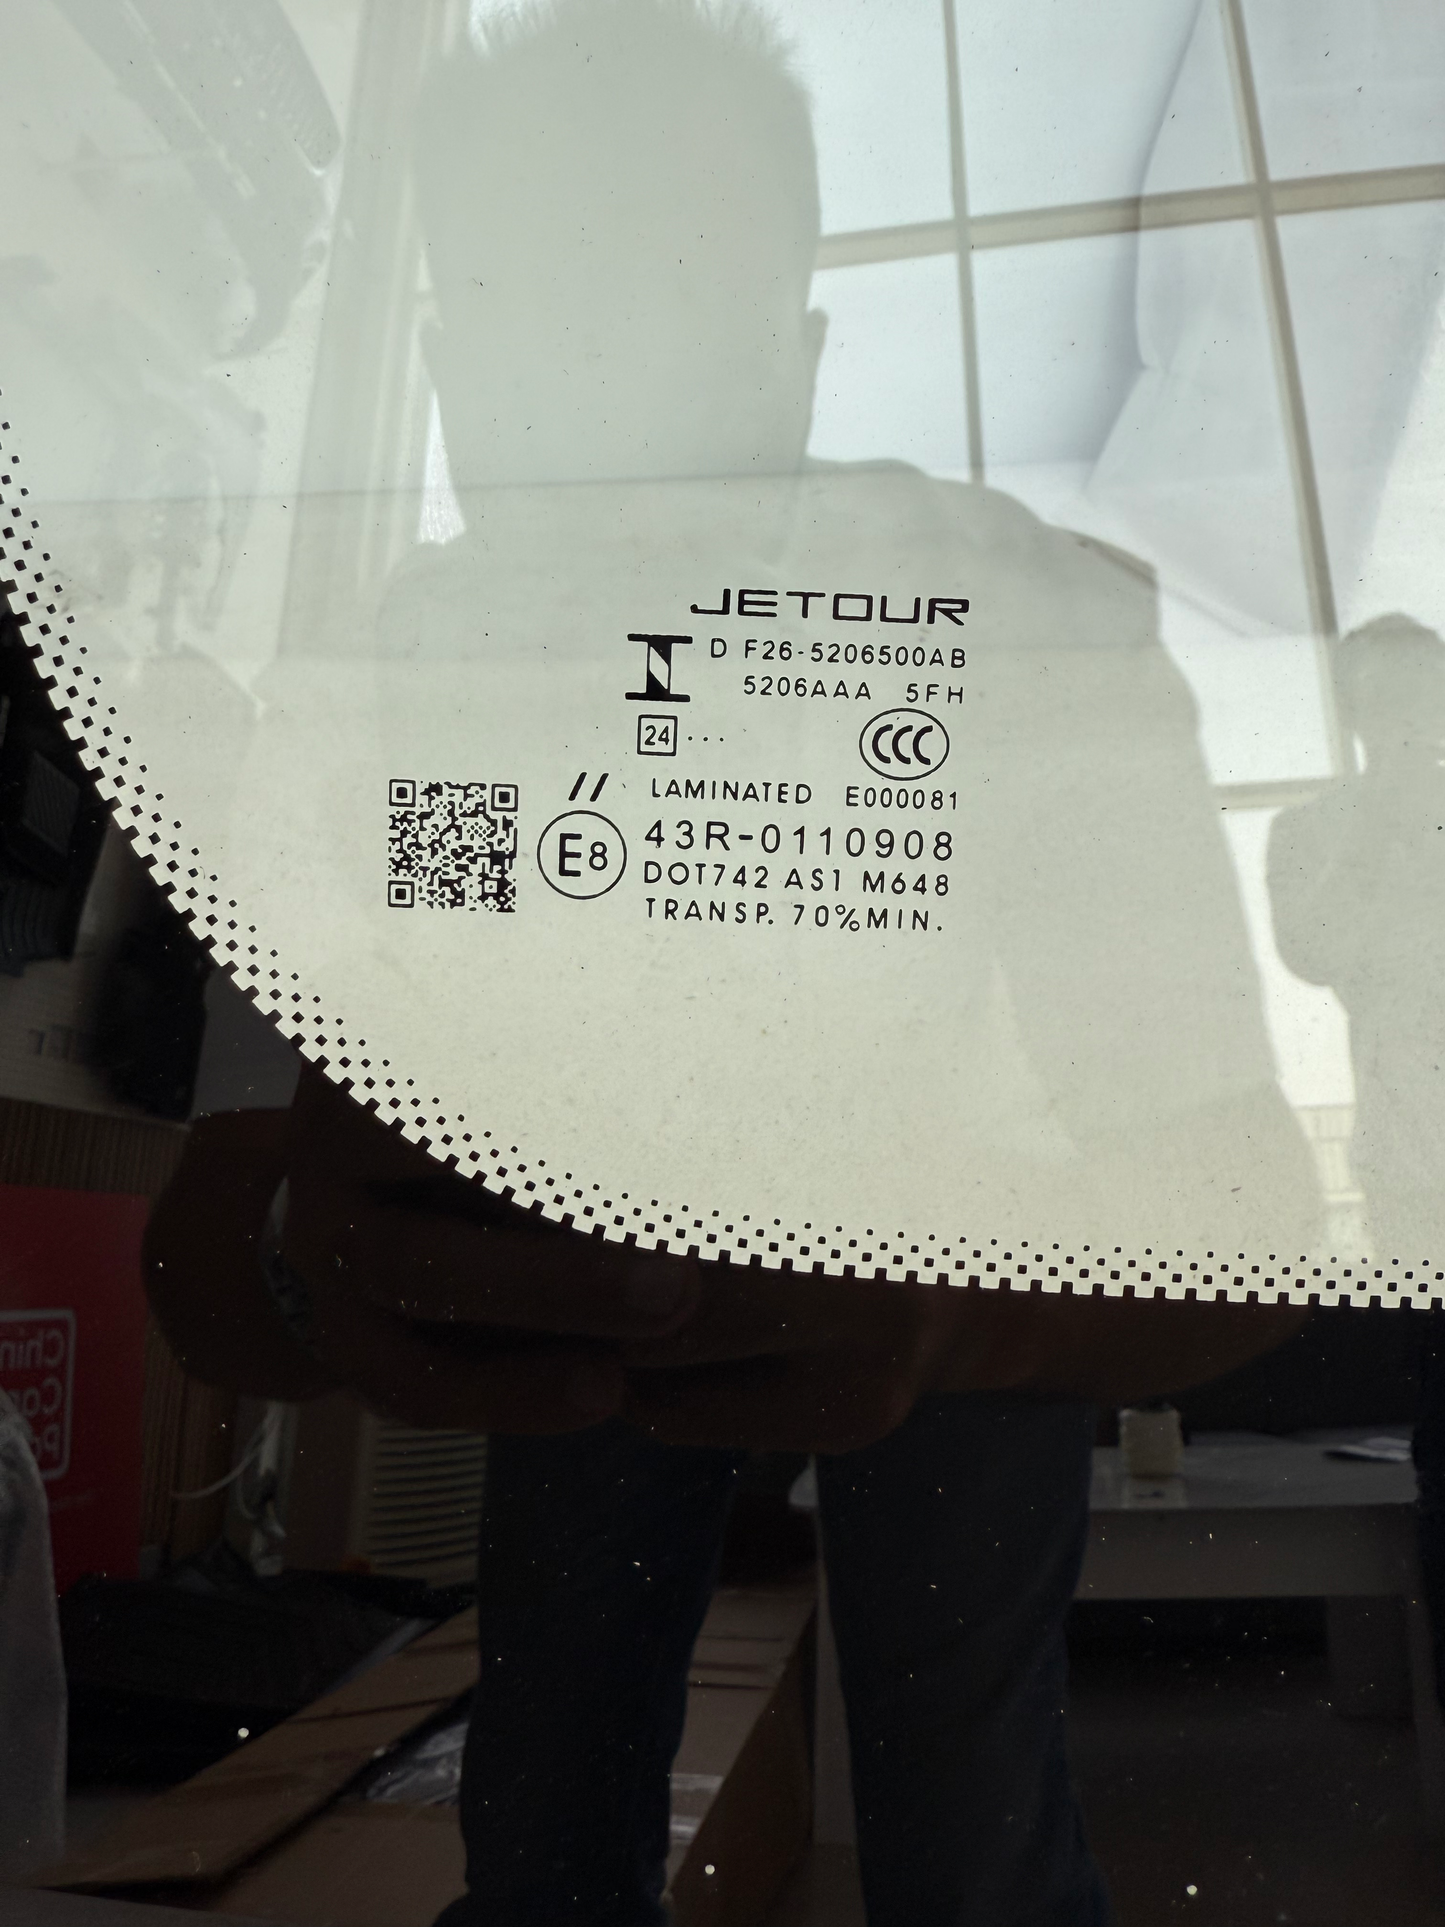 JETOUR
D F26-5206500AB
5206AAA 5FH
24 ...
CCC
// LAMINATED E000081
E8 43R-0110908
DOT742 AS1 M648
TRANSP. 70%MIN.